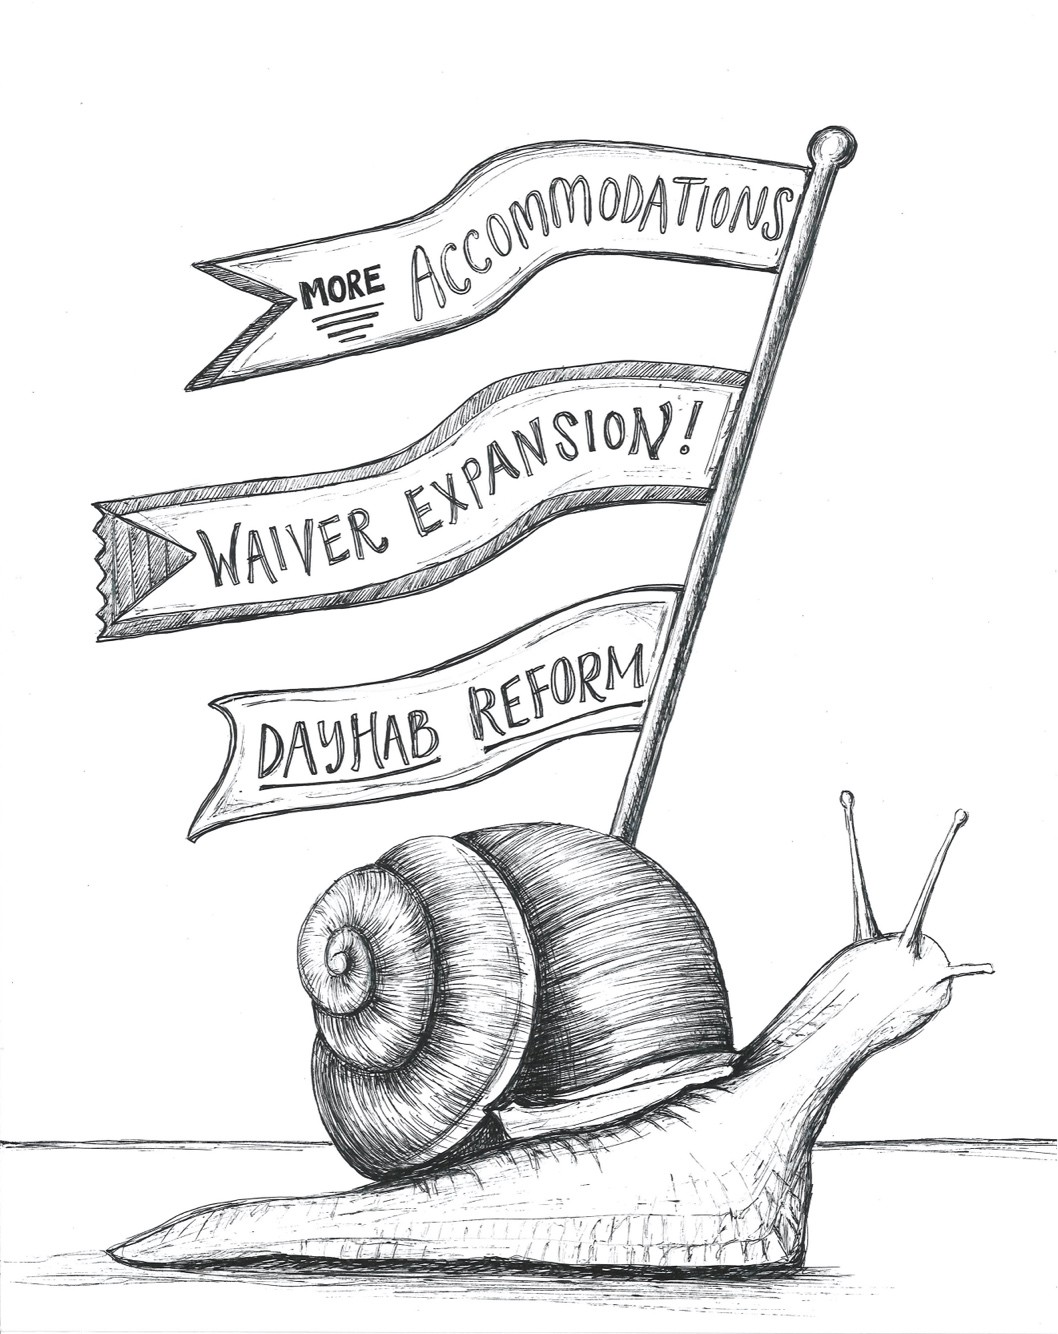 MORE ACCOMMODATIONS
WAIVER EXPANSION!
DAYHAB REFORM